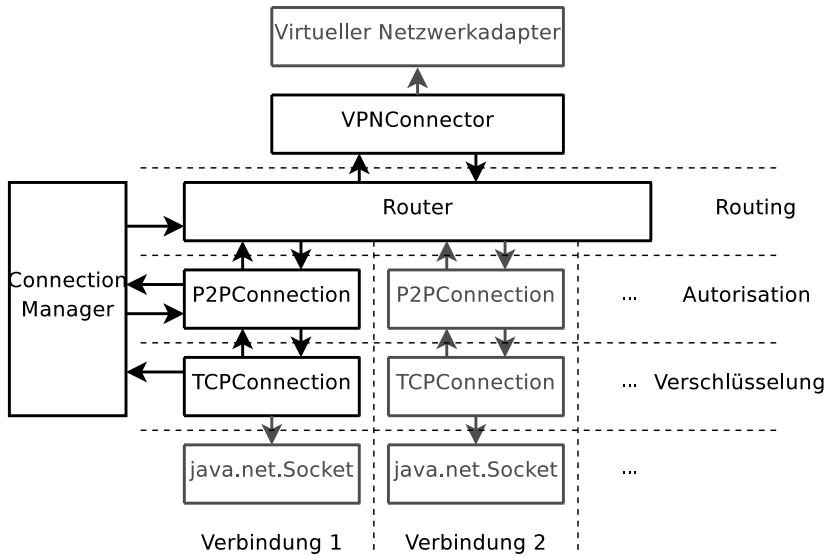 Virtueller Netzwerkadapter
VPNConnector
Router
Routing
Connection
Manager
P2PConnection
P2PConnection
...
Autorisation
TCPConnection
TCPConnection
...
Verschlüsselung
java.net.Socket
java.net.Socket
...
Verbindung 1
Verbindung 2